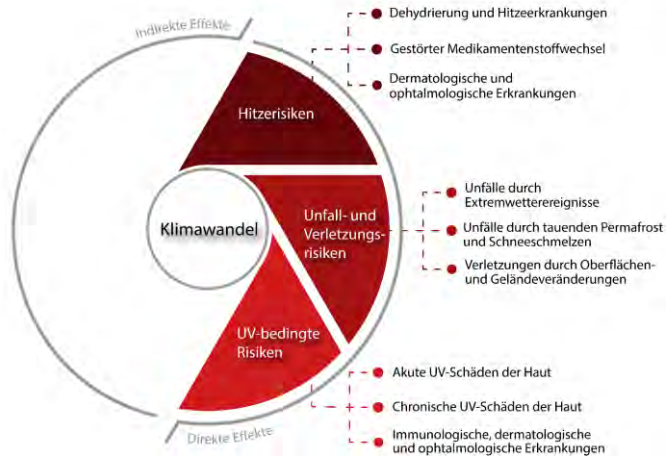 Indirekte Effekte
Dehydrierung und Hitzeerkrankungen
Gestörter Medikamentenstoffwechsel
Dermatologische und
ophtalmologische Erkrankungen
Hitzerisiken
Klimawandel
Unfall- und
Verletzungs-
risiken
Unfälle durch
Extremwetterereignisse
Unfälle durch tauenden Permafrost
und Schneeschmelzen
Verletzungen durch Oberflächen-
und Geländeveränderungen
UV-bedingte
Risiken
Akute UV-Schäden der Haut
Chronische UV-Schäden der Haut
Immunologische, dermatologische
und ophtalmologische Erkrankungen
Direkte Effekte